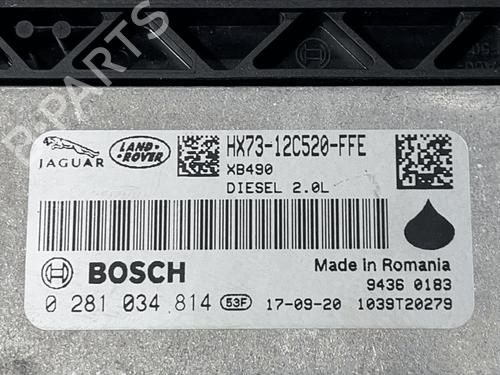 B-PARTS
JAGUAR
LAND-
-ROVER
HX73-12C520-FFE
XB490
DIESEL 2.0L
BOSCH
Made in Romania
9436 0183
0 281 034 814 53F 17-09-20 1039T20279